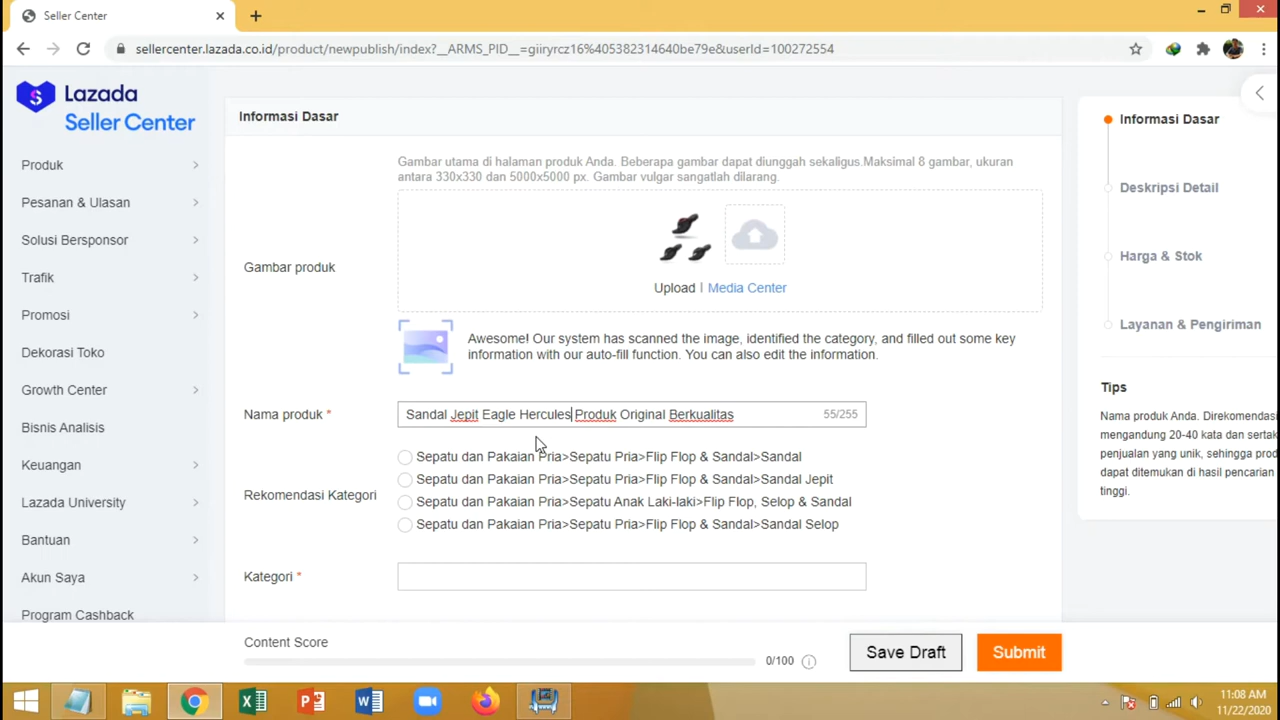 Seller Center
sellercenter.lazada.co.id/product/newpublish/index?__ARMS_PID__=giiryrcz16%405382314640be79e&userId=100272554
Lazada
Seller Center
Produk
Pesanan & Ulasan
Solusi Bersponsor
Trafik
Promosi
Dekorasi Toko
Growth Center
Bisnis Analisis
Keuangan
Lazada University
Bantuan
Akun Saya
Program Cashback
Informasi Dasar
Gambar utama di halaman produk Anda. Beberapa gambar dapat diunggah sekaligus.Maksimal 8 gambar, ukuran
antara 330x330 dan 5000x5000 px. Gambar vulgar sangatlah dilarang.
Gambar produk
Upload | Media Center
Awesome! Our system has scanned the image, identified the category, and filled out some key
information with our auto-fill function. You can also edit the information.
Nama produk *
Sandal Jepit Eagle Hercules Produk Original Berkualitas 55/255
Rekomendasi Kategori
Sepatu dan Pakaian Pria>Sepatu Pria>Flip Flop & Sandal>Sandal
Sepatu dan Pakaian Pria>Sepatu Pria>Flip Flop & Sandal>Sandal Jepit
Sepatu dan Pakaian Pria>Sepatu Anak Laki-laki>Flip Flop, Selop & Sandal
Sepatu dan Pakaian Pria>Sepatu Pria>Flip Flop & Sandal>Sandal Selop
Kategori *
Content Score
0/100
Save Draft
Submit
Informasi Dasar
Deskripsi Detail
Harga & Stok
Layanan & Pengiriman
Tips
Nama produk Anda. Direkomendasi
mengandung 20-40 kata dan sertak
penjualan yang unik, sehingga prod
dapat ditemukan di hasil pencarian
tinggi.
11:08 AM
11/22/2020